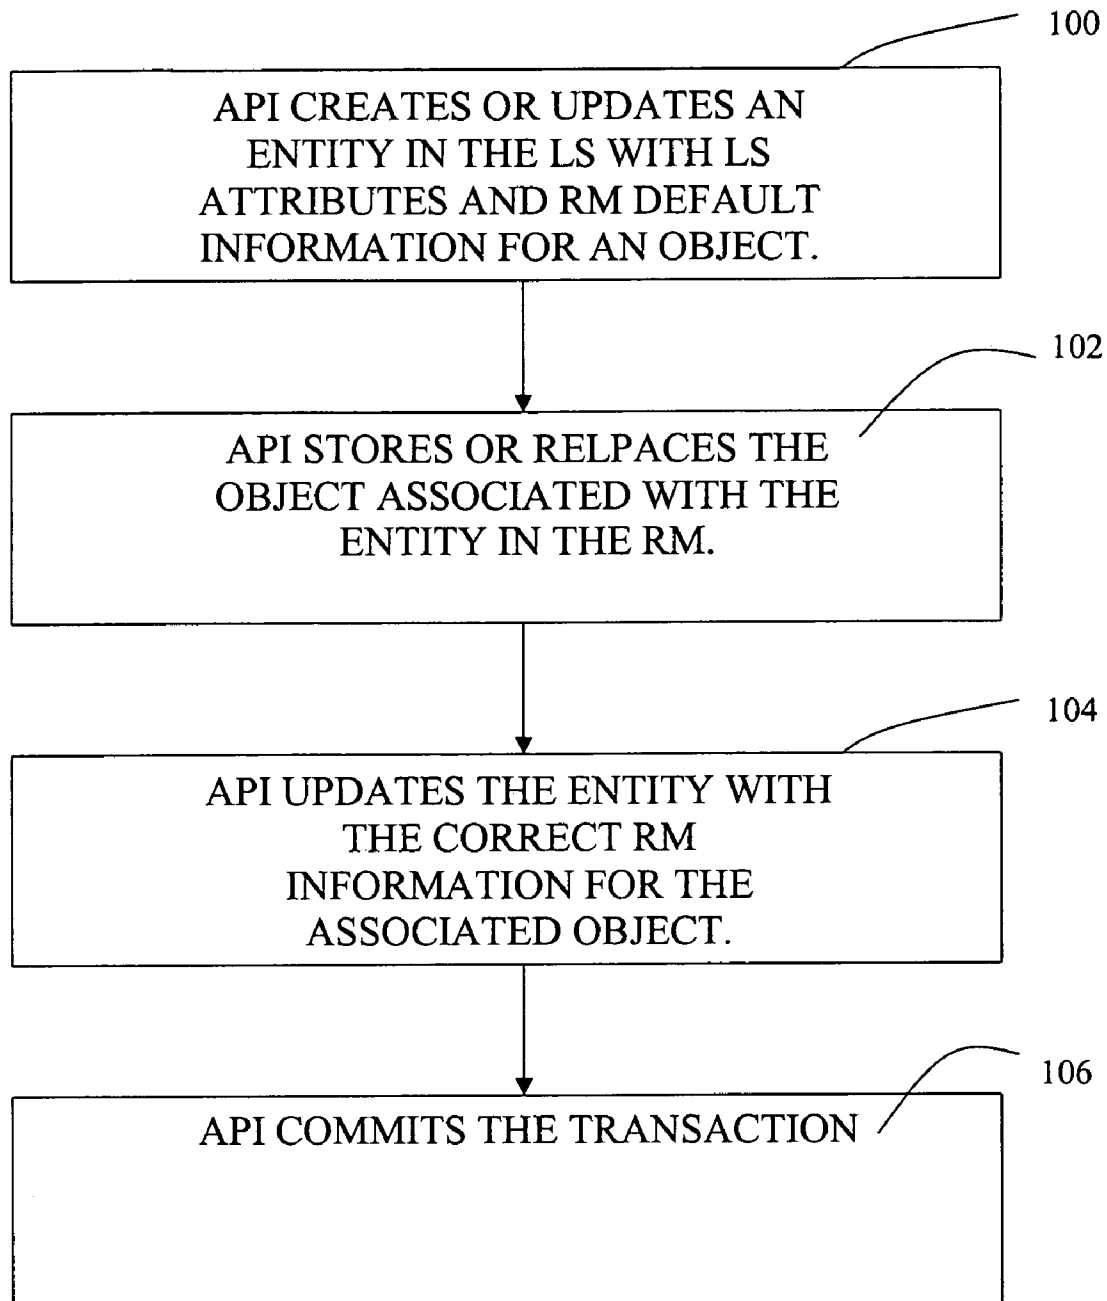 100
API CREATES OR UPDATES AN
ENTITY IN THE LS WITH LS
ATTRIBUTES AND RM DEFAULT
INFORMATION FOR AN OBJECT.
102
API STORES OR RELPACES THE
OBJECT ASSOCIATED WITH THE
ENTITY IN THE RM.
104
API UPDATES THE ENTITY WITH
THE CORRECT RM
INFORMATION FOR THE
ASSOCIATED OBJECT.
106
API COMMITS THE TRANSACTION